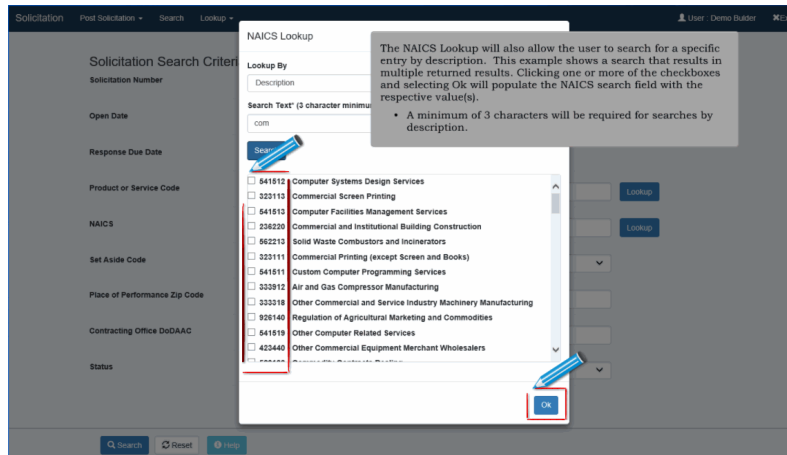 Solicitation Post Solicitation Search Lookup User : Demo Builder
NAICS Lookup
Lookup By
Description
Search Text* (3 character minimu
com
Search
The NAICS Lookup will also allow the user to search for a specific
entry by description. This example shows a search that results in
multiple returned results. Clicking one or more of the checkboxes
and selecting Ok will populate the NAICS search field with the
respective value(s).
• A minimum of 3 characters will be required for searches by
description.
541512 - Computer Systems Design Services
323113 - Commercial Screen Printing
541513 - Computer Facilities Management Services
236220 - Commercial and Institutional Building Construction
562213 - Solid Waste Combustors and Incinerators
323111 - Commercial Printing (except Screen and Books)
541511 - Custom Computer Programming Services
333912 - Air and Gas Compressor Manufacturing
333318 - Other Commercial and Service Industry Machinery Manufacturing
926140 - Regulation of Agricultural Marketing and Commodities
541519 - Other Computer Related Services
423440 - Other Commercial Equipment Merchant Wholesalers
Ok
Solicitation Search Criteri
Solicitation Number
Open Date
Response Due Date
Product or Service Code
Lookup
NAICS
Lookup
Set Aside Code
Place of Performance Zip Code
Contracting Office DoDAAC
Status
Search Reset Help